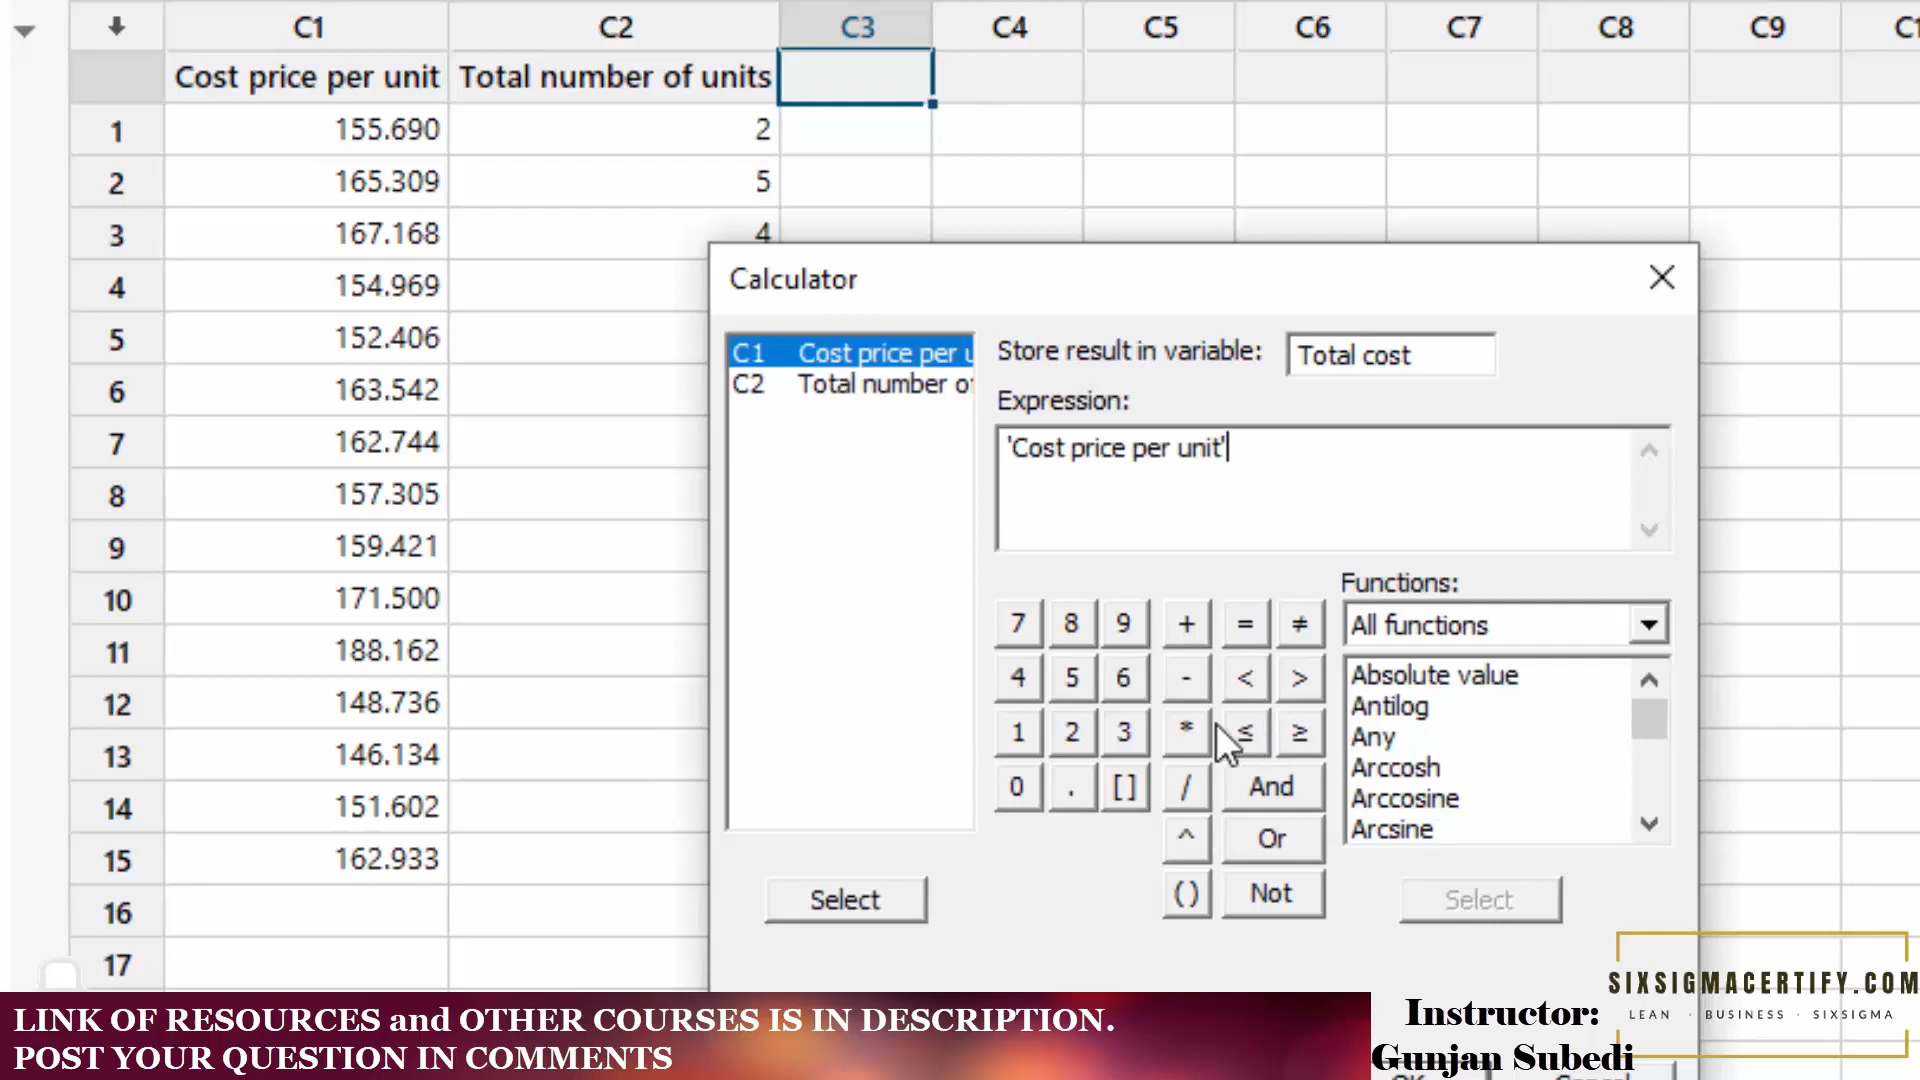 C1 C2 C3 C4 C5 C6 C7 C8 C9
Cost price per unit Total number of units
1 155.690 2
2 165.309 5
3 167.168 4
4 154.969
5 152.406
6 163.542
7 162.744
8 157.305
9 159.421
10 171.500
11 188.162
12 148.736
13 146.134
14 151.602
15 162.933
16
17
Calculator
C1 Cost price per u
C2 Total number of
Store result in variable: Total cost
Expression:
'Cost price per unit'
Functions:
All functions
7 8 9 + = ≠
4 5 6 - < >
1 2 3 * ≤ ≥
0 . [] / And
^ Or
() Not
Absolute value
Antilog
Any
Arccosh
Arccosine
Arcsine
Select
Select
SIXSIGMACERTIFY.COM
LEAN · BUSINESS · SIXSIGMA
LINK OF RESOURCES and OTHER COURSES IS IN DESCRIPTION.
POST YOUR QUESTION IN COMMENTS
Instructor:
Gunjan Subedi